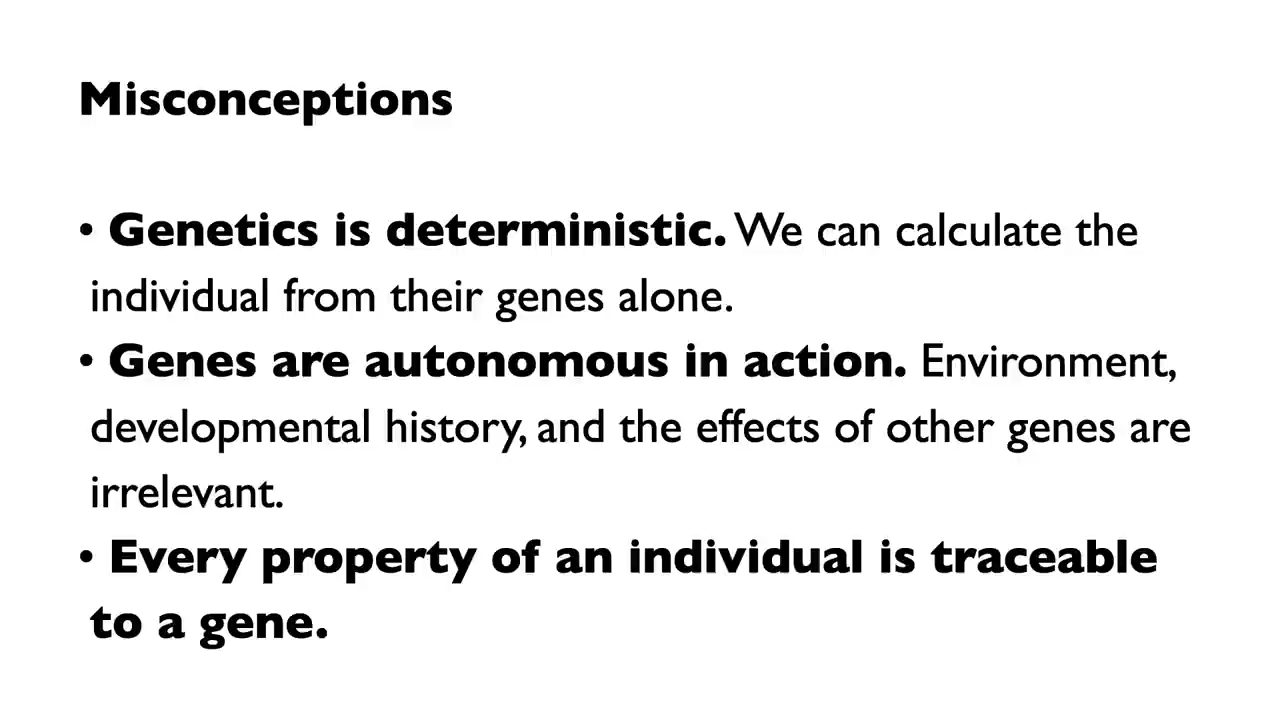 Misconceptions
• Genetics is deterministic. We can calculate the
individual from their genes alone.
• Genes are autonomous in action. Environment,
developmental history, and the effects of other genes are
irrelevant.
• Every property of an individual is traceable
to a gene.